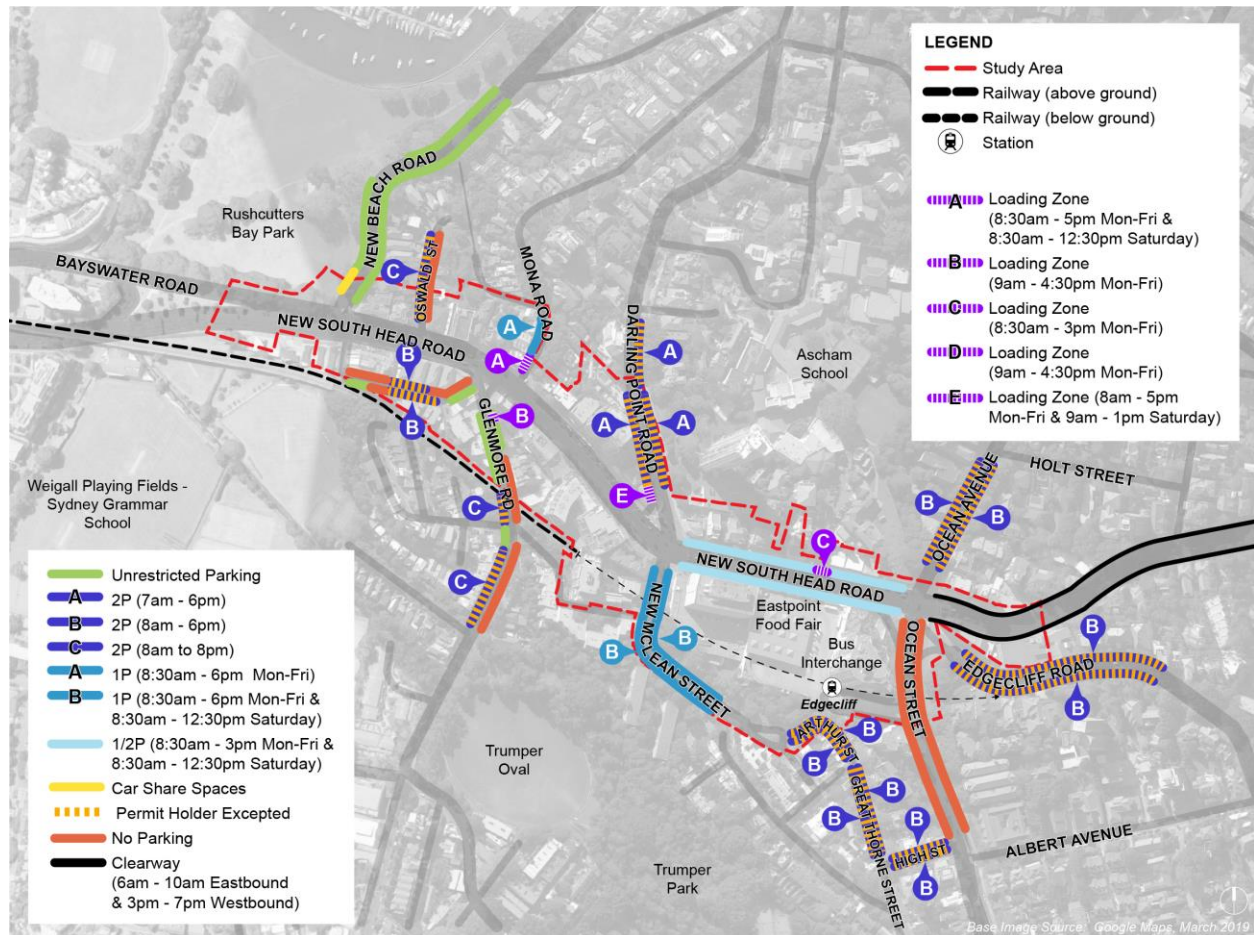 LEGEND
Study Area
Railway (above ground)
Railway (below ground)
Station
A Loading Zone
(8:30am - 5pm Mon-Fri &
8:30am - 12:30pm Saturday)
B Loading Zone
(9am - 4:30pm Mon-Fri)
C Loading Zone
(8:30am - 3pm Mon-Fri)
D Loading Zone
(9am - 4:30pm Mon-Fri)
E Loading Zone (8am - 5pm
Mon-Fri & 9am - 1pm Saturday)
NEW BEACH ROAD
Rushcutters
Bay Park
BAYSWATER ROAD
C
OSWALD ST
MONA ROAD
A
A
NEW SOUTH HEAD ROAD
B
B
GLENMORE RD
B
C
C
DARLING POINT ROAD
A
A
A
E
Ascham
School
HOLT STREET
OCEAN AVENUE
B
B
Weigall Playing Fields -
Sydney Grammar
School
C
NEW SOUTH HEAD ROAD
Eastpoint
Food Fair
NEW MCLEAN STREET
B
B
Bus
Interchange
Edgecliff
OCEAN STREET
EDGECLIFF ROAD
B
B
Trumper
Oval
ARTHUR ST
B
B
GREAT THORNE STREET
B
B
HIGH ST
B
B
ALBERT AVENUE
Trumper
Park
Unrestricted Parking
A 2P (7am - 6pm)
B 2P (8am - 6pm)
C 2P (8am to 8pm)
A 1P (8:30am - 6pm Mon-Fri)
B 1P (8:30am - 6pm Mon-Fri &
8:30am - 12:30pm Saturday)
1/2P (8:30am - 3pm Mon-Fri &
8:30am - 12:30pm Saturday)
Car Share Spaces
Permit Holder Excepted
No Parking
Clearway
(6am - 10am Eastbound
& 3pm - 7pm Westbound)
Base Image Source: Google Maps, March 2019